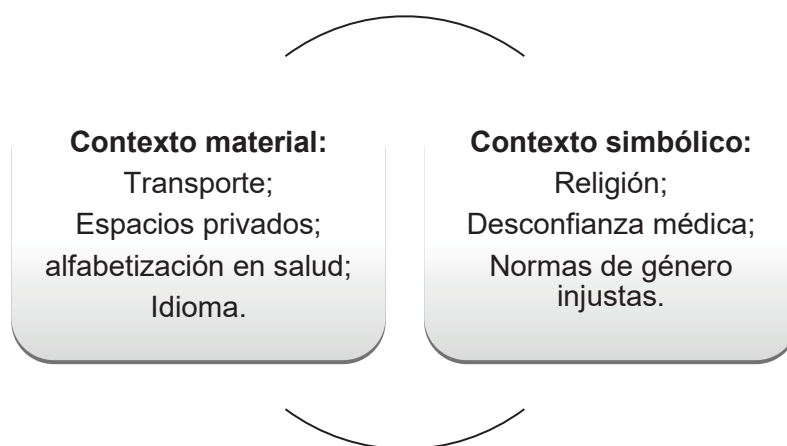 Contexto material:
Transporte;
Espacios privados;
alfabetización en salud;
Idioma.
Contexto simbólico:
Religión;
Desconfianza médica;
Normas de género
injustas.